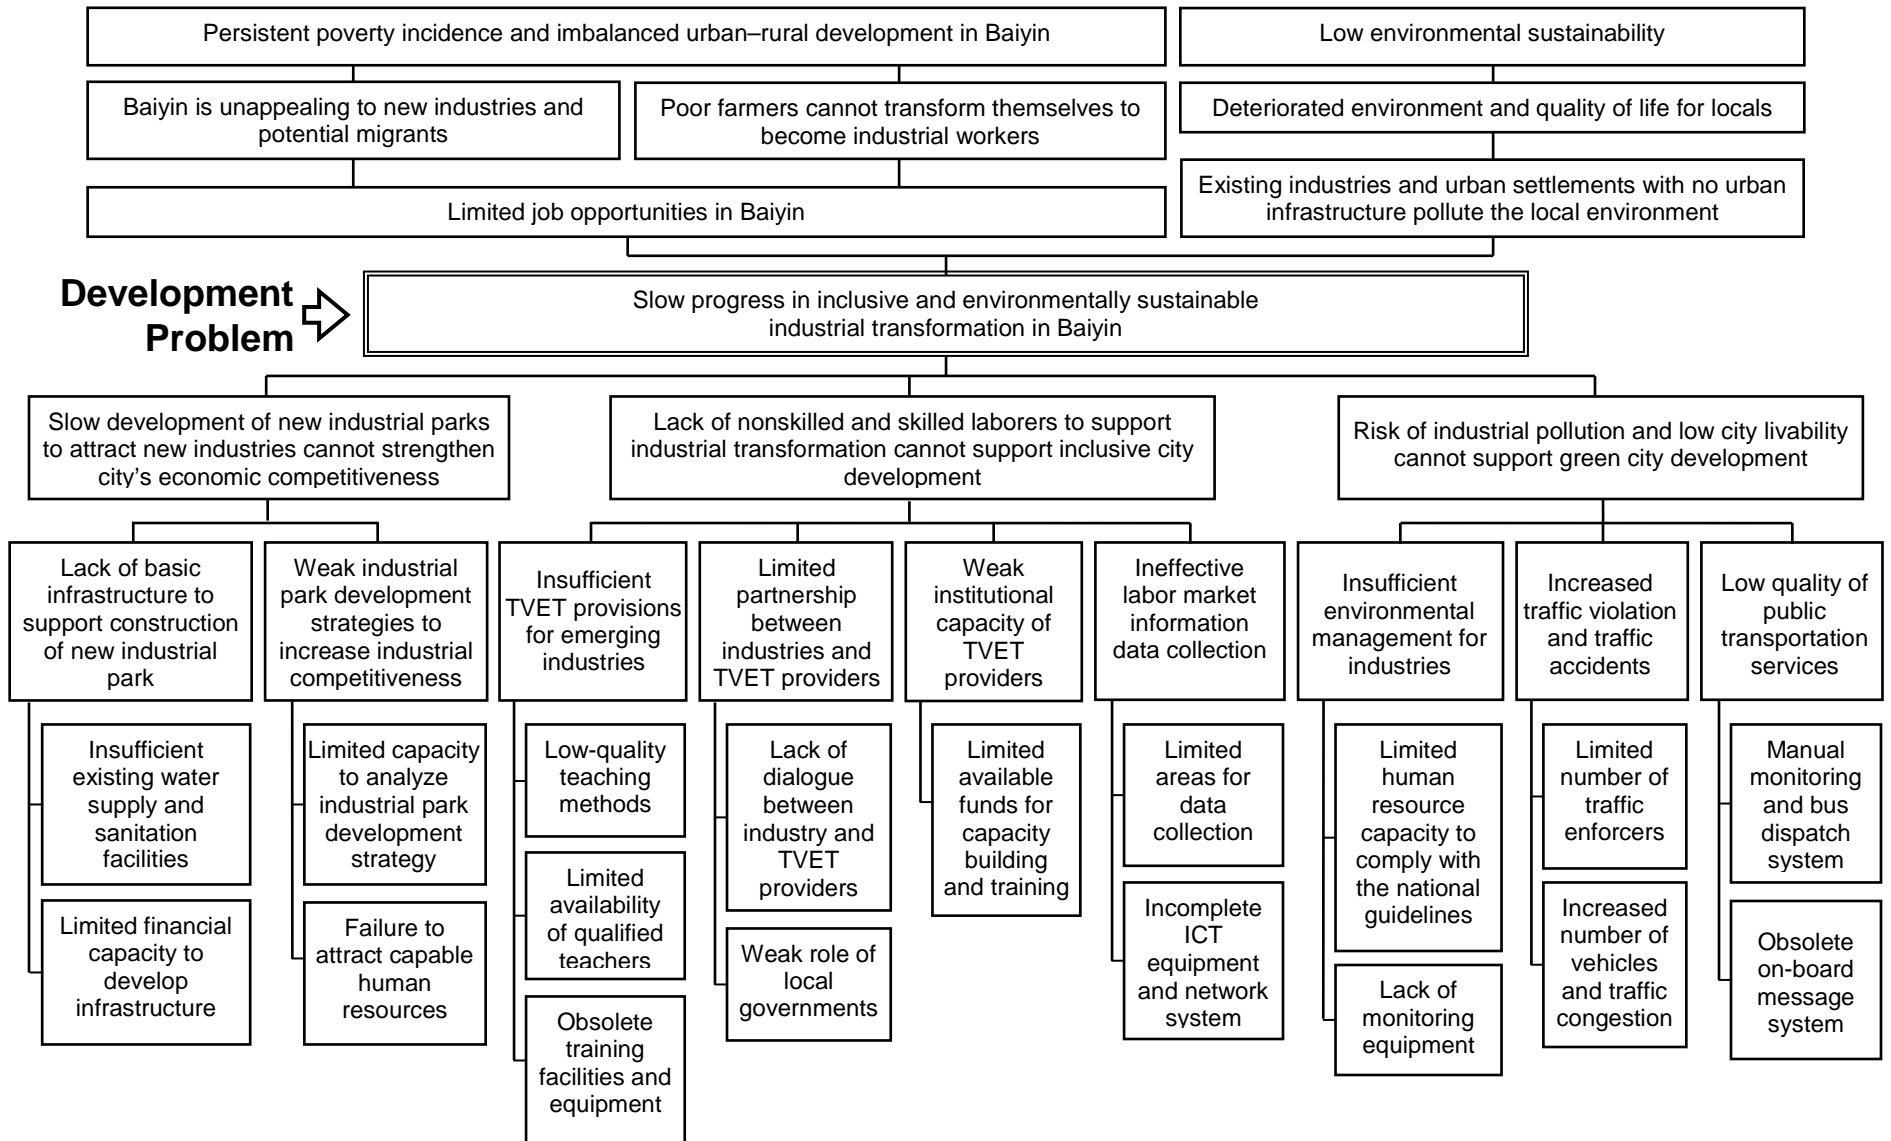 Persistent poverty incidence and imbalanced urban–rural development in Baiyin
Low environmental sustainability
Baiyin is unappealing to new industries and
potential migrants
Poor farmers cannot transform themselves to
become industrial workers
Deteriorated environment and quality of life for locals
Limited job opportunities in Baiyin
Existing industries and urban settlements with no urban
infrastructure pollute the local environment
Development
Problem
Slow progress in inclusive and environmentally sustainable
industrial transformation in Baiyin
Slow development of new industrial parks
to attract new industries cannot strengthen
city’s economic competitiveness
Lack of nonskilled and skilled laborers to support
industrial transformation cannot support inclusive city
development
Risk of industrial pollution and low city livability
cannot support green city development
Lack of basic
infrastructure to
support construction
of new industrial
park
Weak industrial
park development
strategies to
increase industrial
competitiveness
Insufficient
TVET provisions
for emerging
industries
Limited
partnership
between
industries and
TVET providers
Weak
institutional
capacity of
TVET
providers
Ineffective
labor market
information
data collection
Insufficient
environmental
management for
industries
Increased
traffic violation
and traffic
accidents
Low quality of
public
transportation
services
Insufficient
existing water
supply and
sanitation
facilities
Limited financial
capacity to
develop
infrastructure
Limited capacity
to analyze
industrial park
development
strategy
Failure to
attract capable
human
resources
Low-quality
teaching
methods
Limited
availability
of qualified
teachers
Obsolete
training
facilities and
equipment
Lack of
dialogue
between
industry and
TVET
providers
Weak role of
local
governments
Limited
available
funds for
capacity
building
and training
Limited
areas for
data
collection
Incomplete
ICT
equipment
and network
system
Limited
human
resource
capacity to
comply with
the national
guidelines
Lack of
monitoring
equipment
Limited
number of
traffic
enforcers
Increased
number of
vehicles
and traffic
congestion
Manual
monitoring
and bus
dispatch
system
Obsolete
on-board
message
system